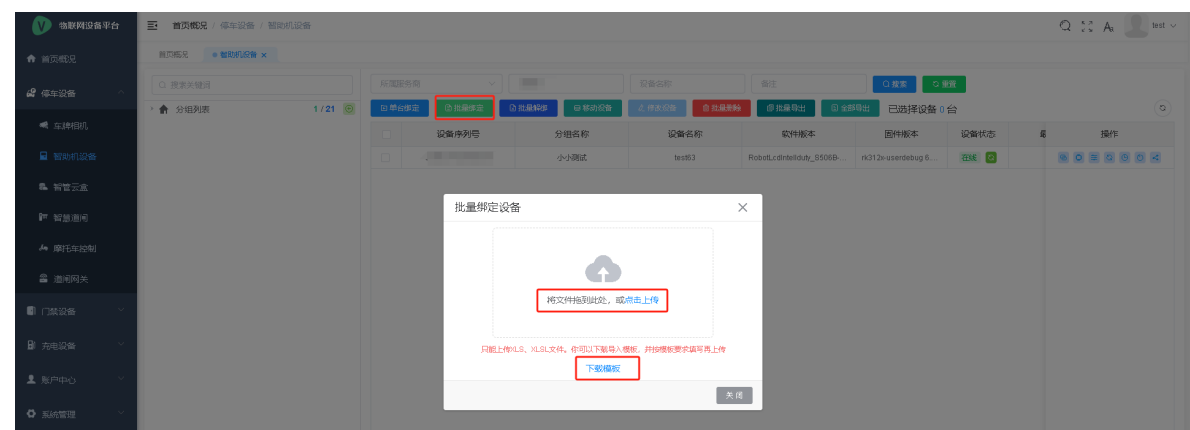 V 物联网设备平台
首页概况 / 停车设备 / 智助机设备
test
首页概况
首页概况
智助机设备 ×
搜索关键词
所属服务商
设备名称
备注
搜索
重置
停车设备
分组列表 1 / 21
单台绑定
批量绑定
批量解绑
移动设备
修改设备
批量删除
批量导出
全部导出
已选择设备 0 台
车牌相机
设备序列号
分组名称
设备名称
软件版本
固件版本
设备状态
操作
智助机设备
小小测试
test63
RobotLcdIntelliduty_S506B-...
rk312x-userdebug 6....
在线
智管云盒
智慧道闸
摩托车控制
道闸网关
门禁设备
充电设备
账户中心
系统管理
批量绑定设备
将文件拖到此处，或点击上传
只能上传XLS、XLSL文件。你可以下载导入模板，并按模板要求填写再上传
下载模板
关 闭